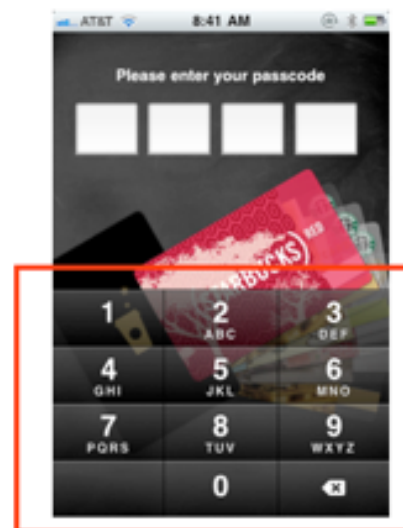 AT&T 8:41 AM
Please enter your passcode
RED
STARBUCKS)
1 2 3
ABC DEF
4 5 6
GHI JKL MNO
7 8 9
PQRS TUV WXYZ
0